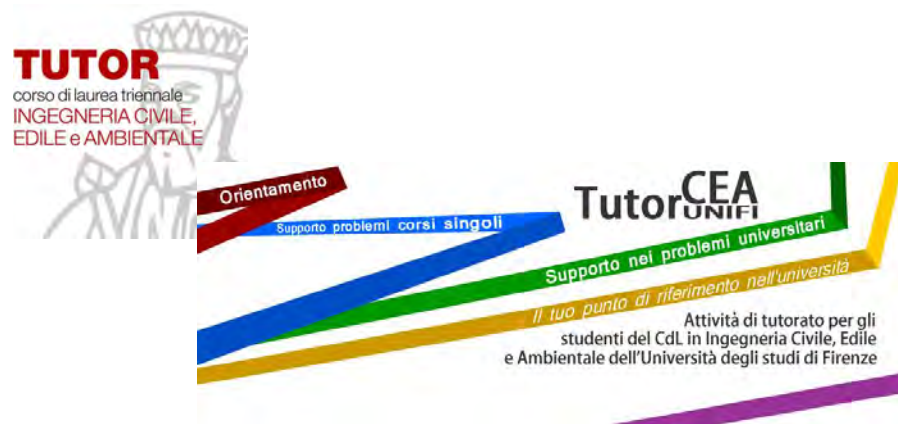 TUTOR
corso di laurea triennale
INGEGNERIA CIVILE,
EDILE e AMBIENTALE
Orientamento
Supporto problemi corsi singoli
TutorCEA
UNIFI
Supporto nei problemi universitari
Il tuo punto di riferimento nell'università
Attività di tutorato per gli
studenti del CdL in Ingegneria Civile, Edile
e Ambientale dell'Università degli studi di Firenze